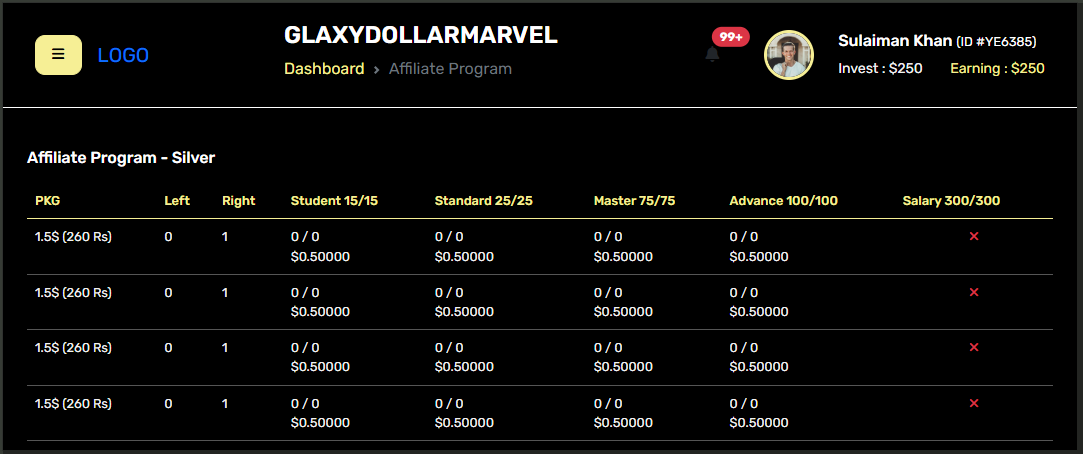 LOGO
GLAXYDOLLARMARVEL
Dashboard > Affiliate Program
99+
Sulaiman Khan (ID #YE6385)
Invest : $250 Earning : $250
Affiliate Program - Silver
PKG Left Right Student 15/15 Standard 25/25 Master 75/75 Advance 100/100 Salary 300/300
1.5$ (260 Rs) 0 1 0 / 0 0 / 0 0 / 0 0 / 0
$0.50000 $0.50000 $0.50000 $0.50000
1.5$ (260 Rs) 0 1 0 / 0 0 / 0 0 / 0 0 / 0
$0.50000 $0.50000 $0.50000 $0.50000
1.5$ (260 Rs) 0 1 0 / 0 0 / 0 0 / 0 0 / 0
$0.50000 $0.50000 $0.50000 $0.50000
1.5$ (260 Rs) 0 1 0 / 0 0 / 0 0 / 0 0 / 0
$0.50000 $0.50000 $0.50000 $0.50000